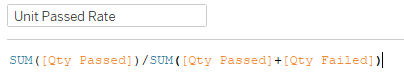 Unit Passed Rate
SUM([Qty Passed])/SUM([Qty Passed]+[Qty Failed])